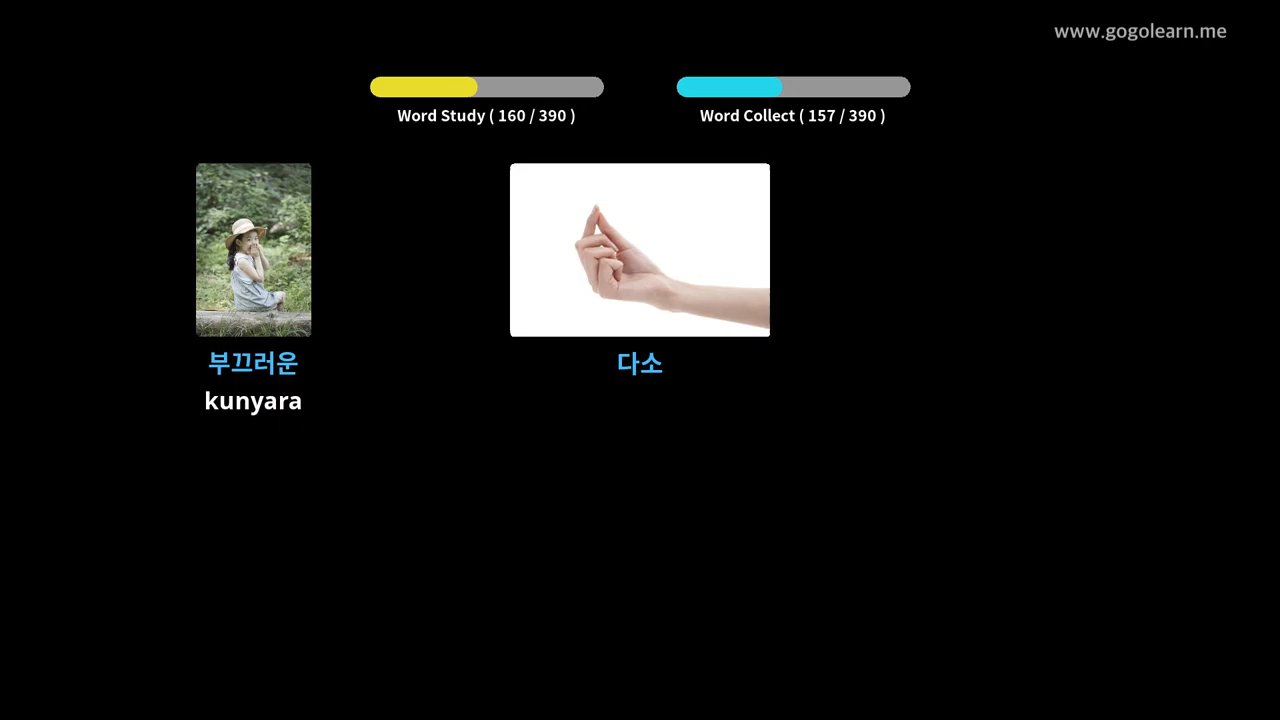 www.gogolearn.me
Word Study ( 160 / 390 )
Word Collect ( 157 / 390 )
부끄러운
kunyara
다소